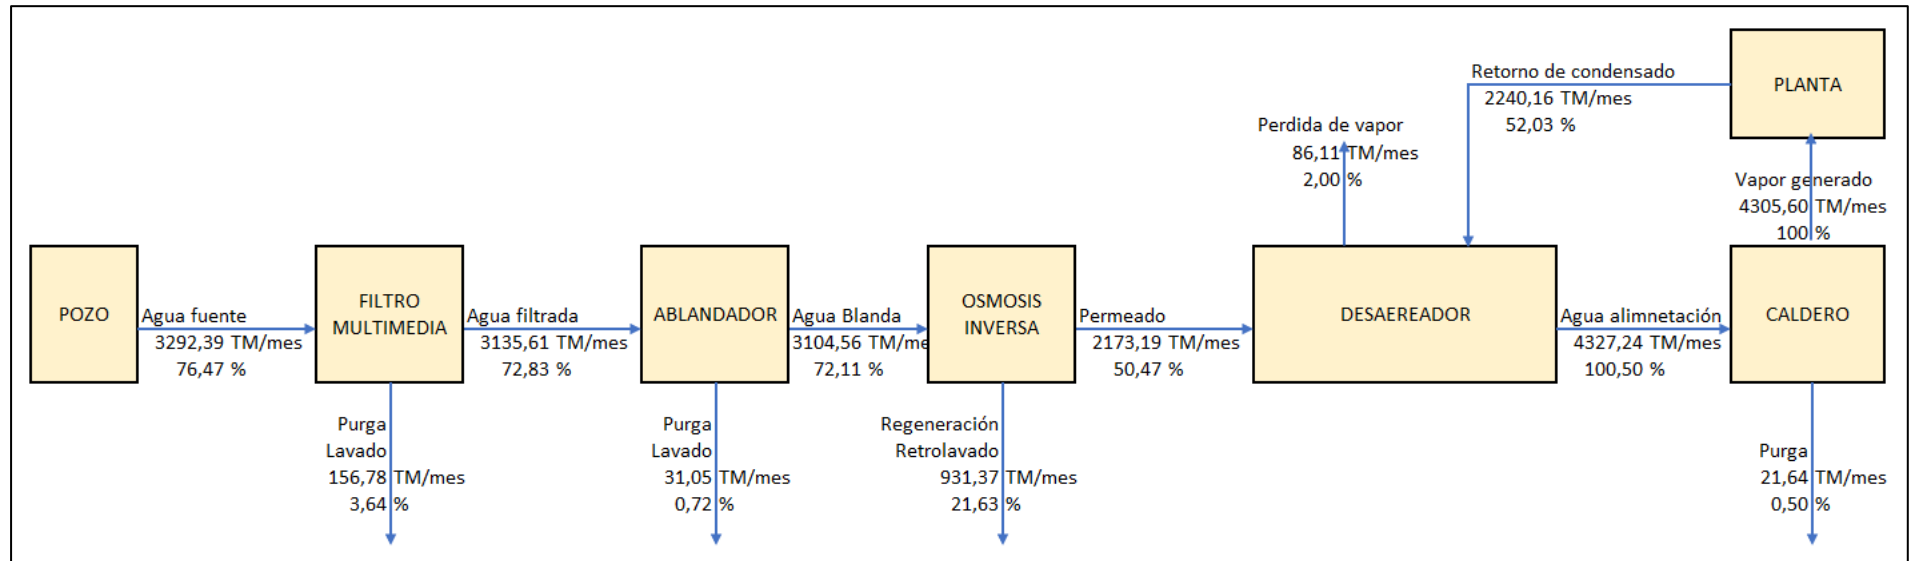 POZO
Agua fuente
3292,39 TM/mes
76,47 %
FILTRO
MULTIMEDIA
Purga
Lavado
156,78 TM/mes
3,64 %
Agua filtrada
3135,61 TM/mes
72,83 %
ABLANDADOR
Purga
Lavado
31,05 TM/mes
0,72 %
Agua Blanda
3104,56 TM/me
72,11 %
OSMOSIS
INVERSA
Regeneración
Retrolavado
931,37 TM/mes
21,63 %
Permeado
2173,19 TM/mes
50,47 %
DESAEREADOR
Perdida de vapor
86,11 TM/mes
2,00 %
Retorno de condensado
2240,16 TM/mes
52,03 %
PLANTA
Vapor generado
4305,60 TM/mes
100 %
Agua alimnetación
4327,24 TM/mes
100,50 %
CALDERO
Purga
21,64 TM/mes
0,50 %